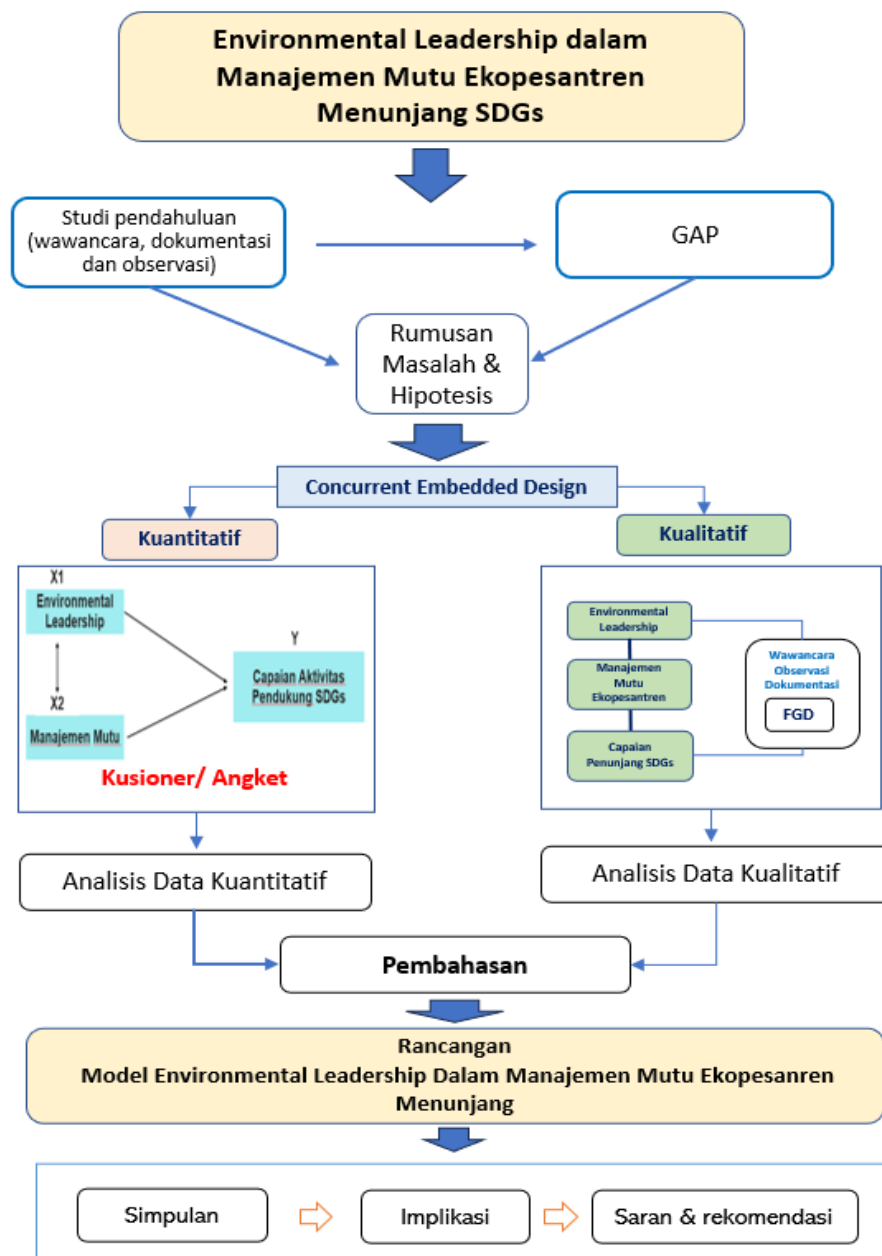 Environmental Leadership dalam
Manajemen Mutu Ekopesantren
Menunjang SDGs
Studi pendahuluan
(wawancara, dokumentasi
dan observasi)
GAP
Rumusan
Masalah &
Hipotesis
Concurrent Embedded Design
Kuantitatif
Kualitatif
X1
Environmental
Leadership
Y
Capaian Aktivitas
Pendukung SDGs
X2
Manajemen Mutu
Kusioner/ Angket
Environmental
Leadership
Manajemen
Mutu
Ekopesantren
Capaian
Penunjang SDGs
Wawancara
Observasi
Dokumentasi
FGD
Analisis Data Kuantitatif
Analisis Data Kualitatif
Pembahasan
Rancangan
Model Environmental Leadership Dalam Manajemen Mutu Ekopesanren
Menunjang
Simpulan
Implikasi
Saran & rekomendasi